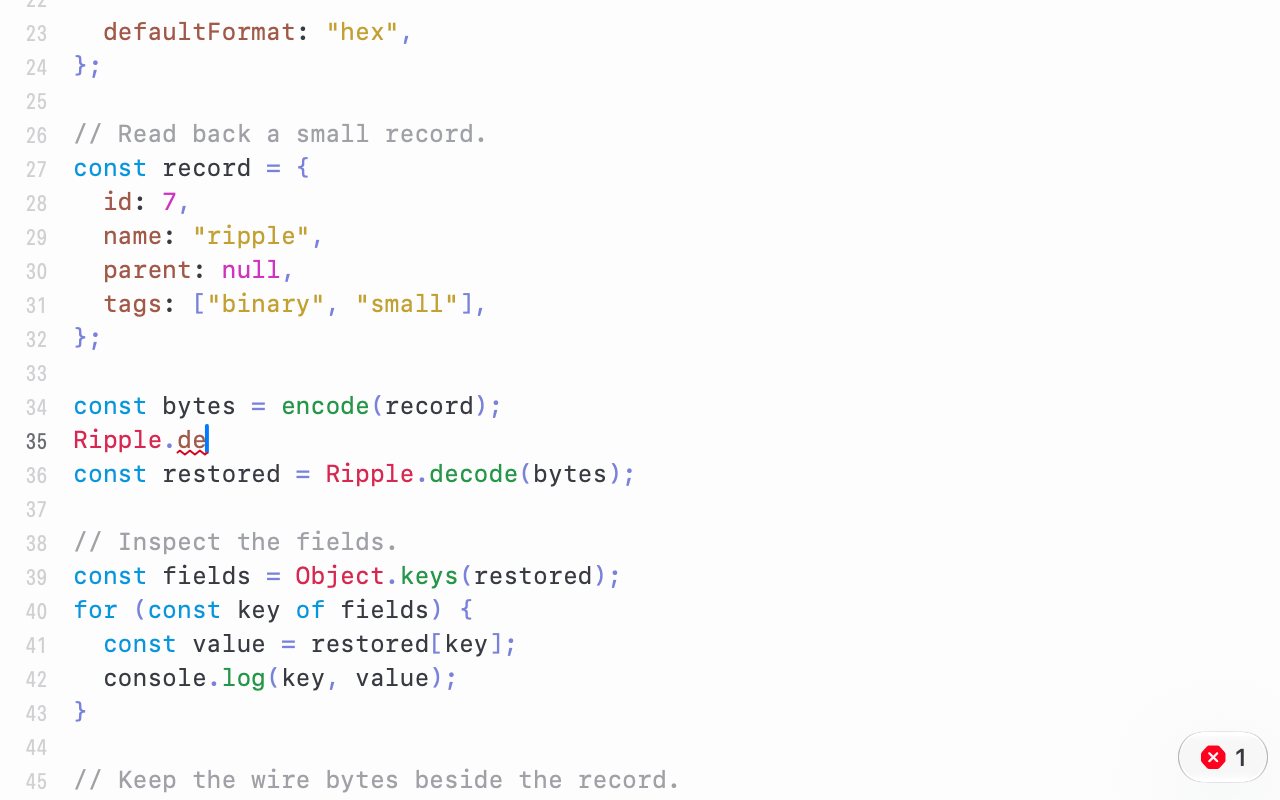 22
23   defaultFormat: "hex",
24 };
25
26 // Read back a small record.
27 const record = {
28   id: 7,
29   name: "ripple",
30   parent: null,
31   tags: ["binary", "small"],
32 };
33
34 const bytes = encode(record);
35 Ripple.de
36 const restored = Ripple.decode(bytes);
37
38 // Inspect the fields.
39 const fields = Object.keys(restored);
40 for (const key of fields) {
41   const value = restored[key];
42   console.log(key, value);
43 }
44
45 // Keep the wire bytes beside the record.
1